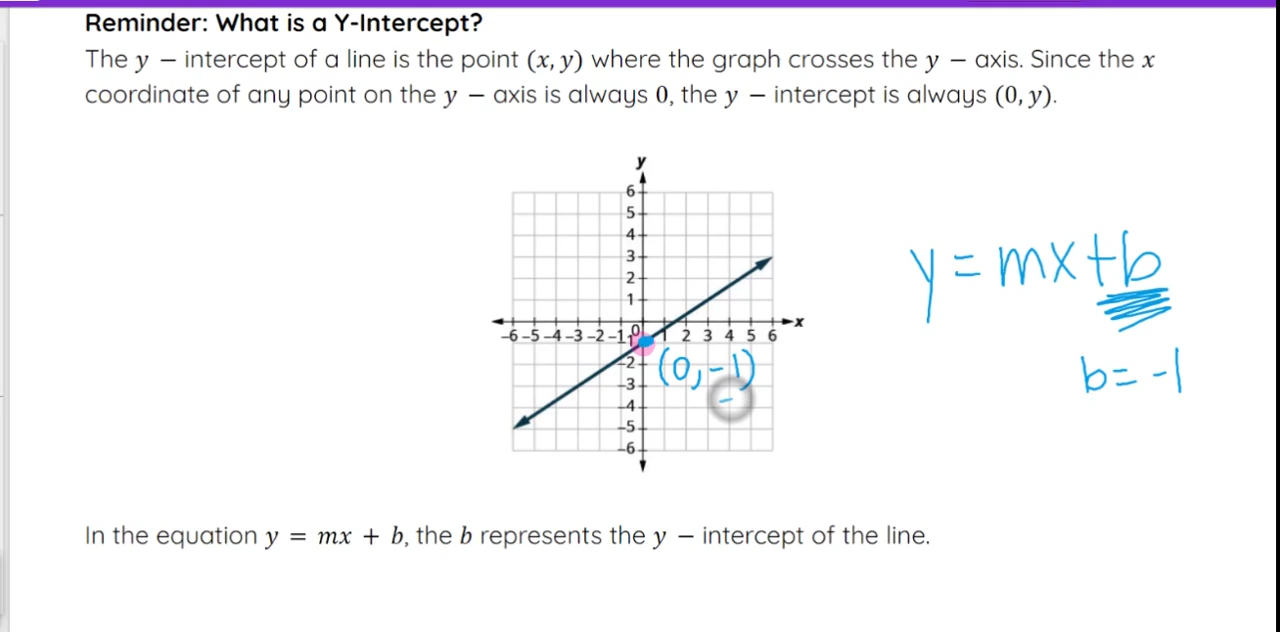 Reminder: What is a Y-Intercept?
The y – intercept of a line is the point (x, y) where the graph crosses the y – axis. Since the x
coordinate of any point on the y – axis is always 0, the y – intercept is always (0, y).
y
6
5
4
3
2
1
-6 -5 -4 -3 -2 -1 0 1 2 3 4 5 6 x
-2
-3
-4
-5
-6
(0, -1)
y = mx + b
b = -1
In the equation y = mx + b, the b represents the y – intercept of the line.